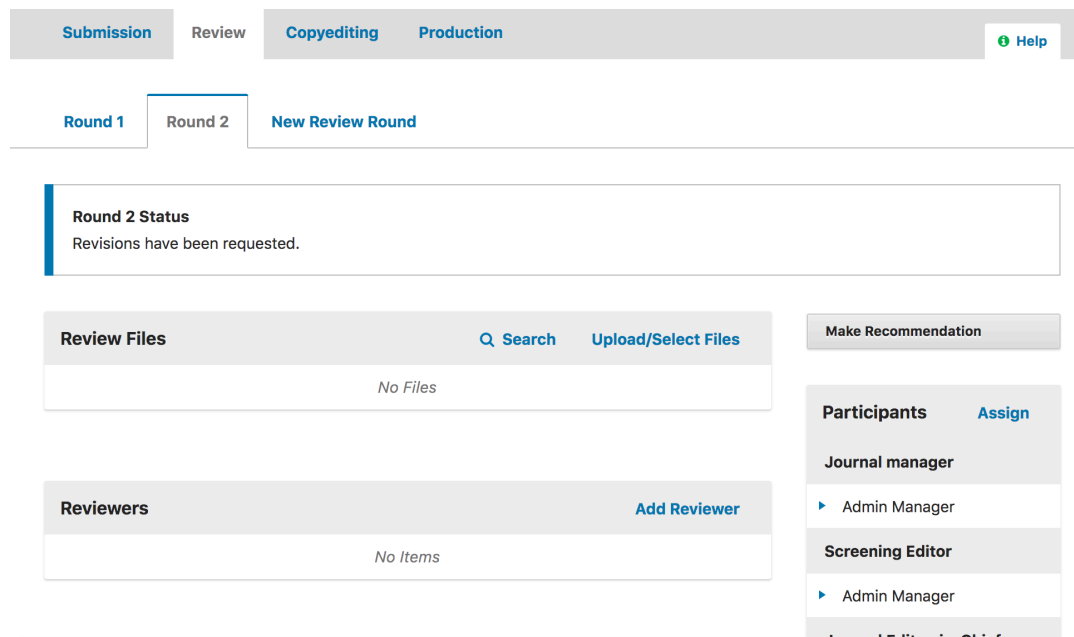 Submission Review Copyediting Production
Help
Round 1 Round 2 New Review Round
Round 2 Status
Revisions have been requested.
Review Files Search Upload/Select Files
No Files
Reviewers Add Reviewer
No Items
Make Recommendation
Participants Assign
Journal manager
Admin Manager
Screening Editor
Admin Manager